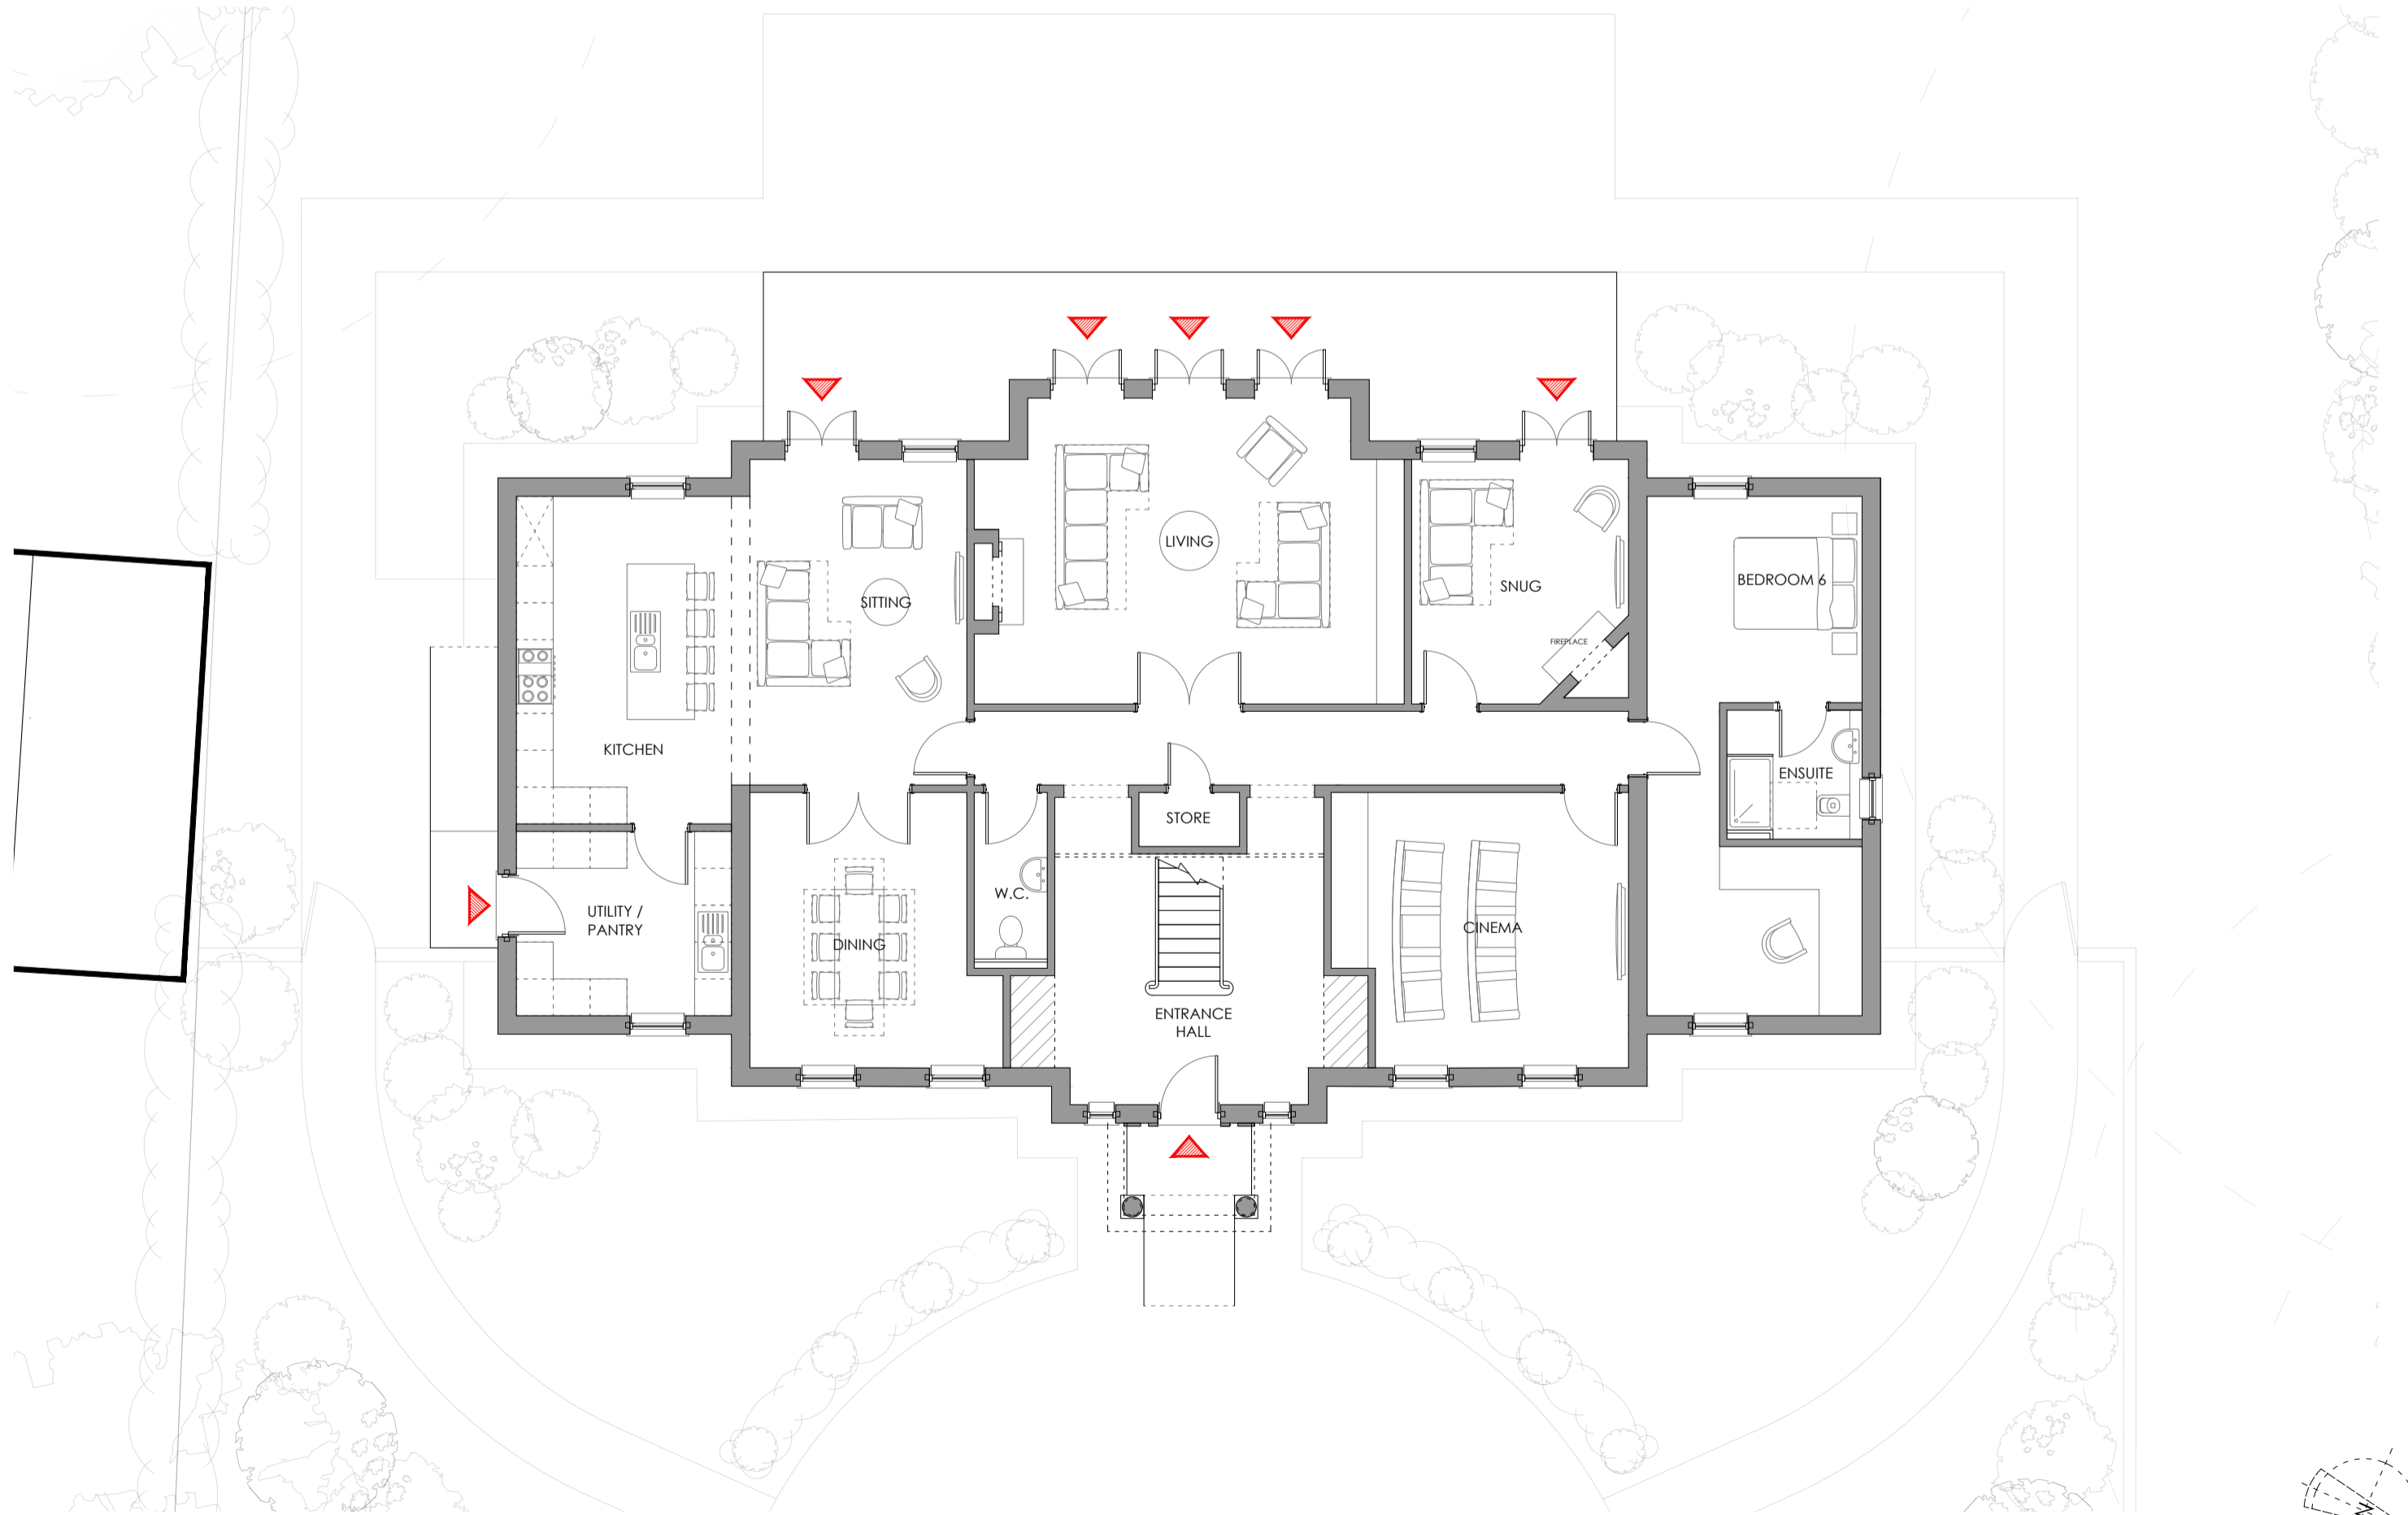 LIVING
BEDROOM 6
SNUG
SITTING
FIREPLACE
KITCHEN
ENSUITE
STORE
W.C.
UTILITY /
PANTRY
CINEMA
DINING
ENTRANCE
HALL
N